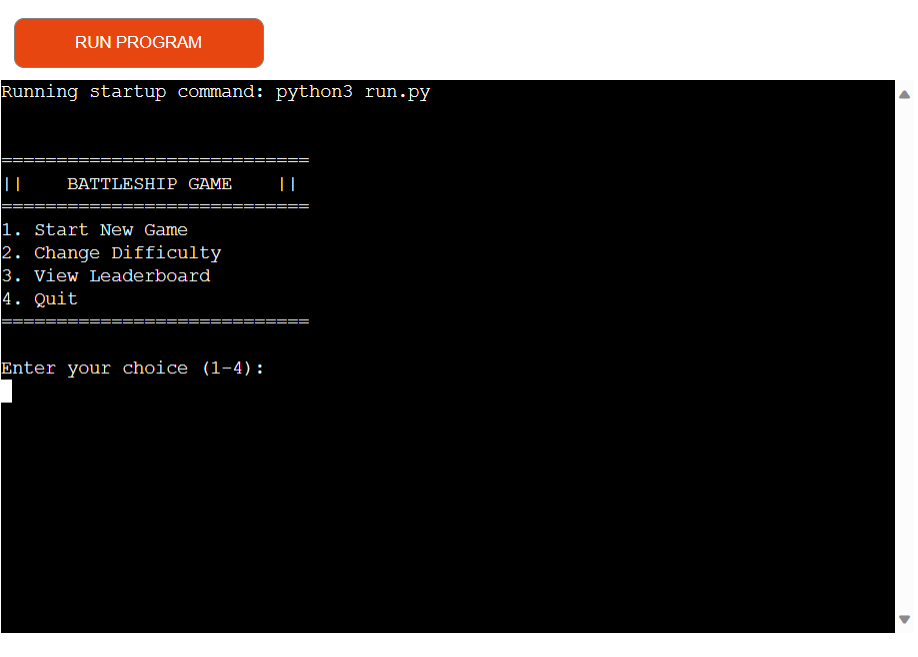 RUN PROGRAM
Running startup command: python3 run.py
============================
||    BATTLESHIP GAME    ||
============================
1. Start New Game
2. Change Difficulty
3. View Leaderboard
4. Quit
============================
Enter your choice (1-4):